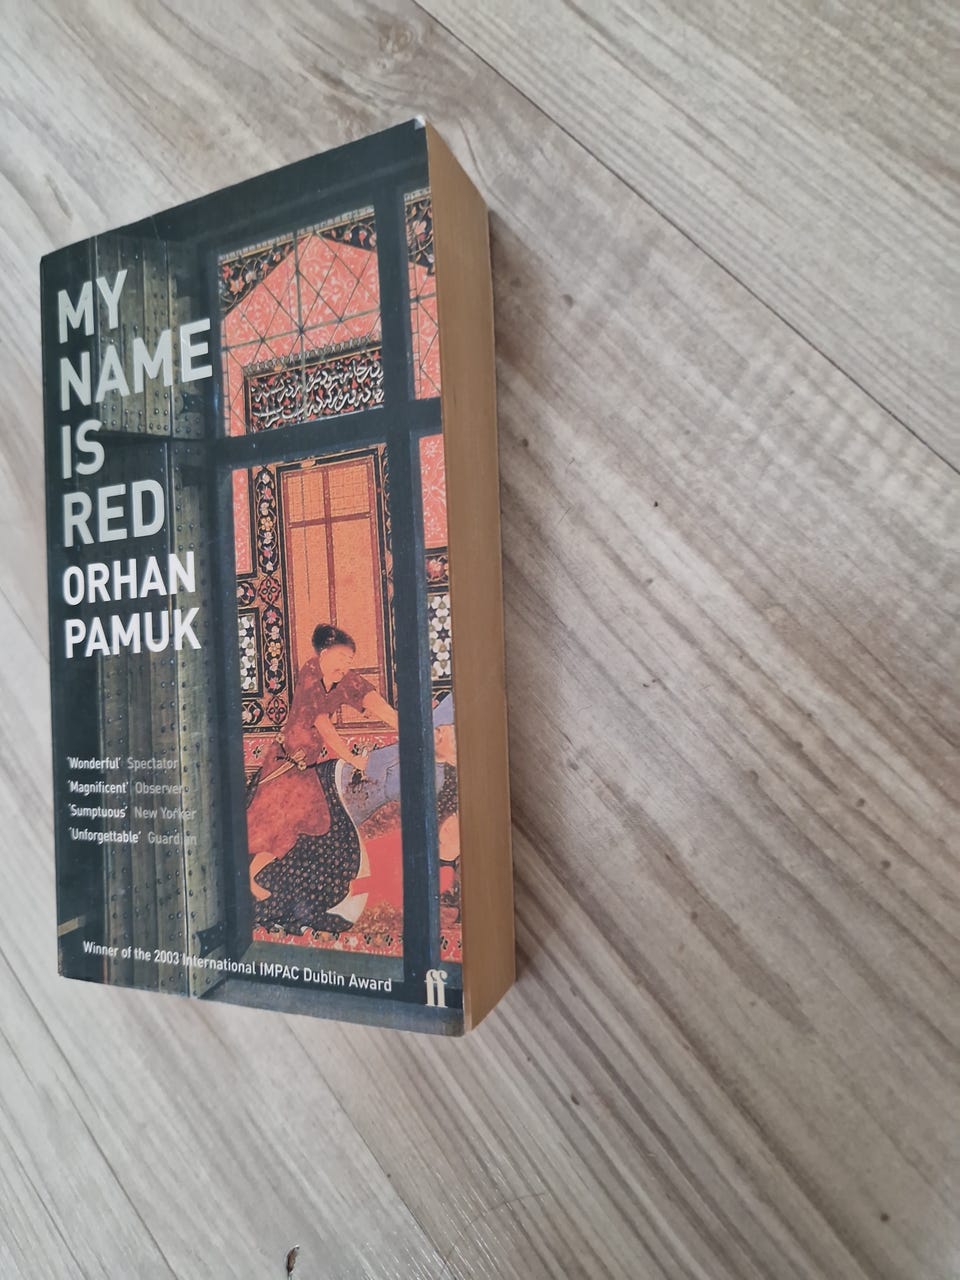 MY
NAME
IS
RED
ORHAN
PAMUK
'Wonderful' Spectator
'Magnificent' Observer
'Sumptuous' New Yorker
'Unforgettable' Guardian
Winner of the 2003 International IMPAC Dublin Award
ff